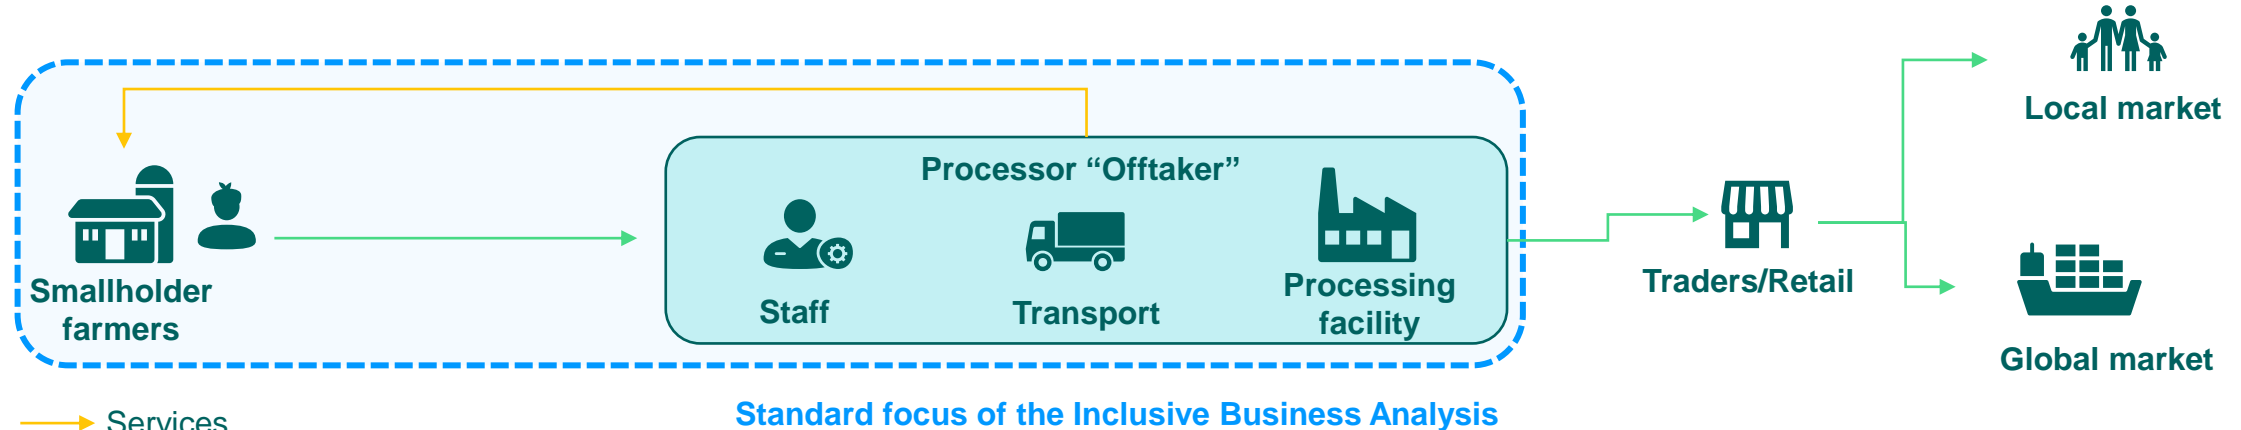 Local market
Processor “Offtaker”
Smallholder
farmers
Staff
Transport
Processing
facility
Traders/Retail
Global market
Standard focus of the Inclusive Business Analysis
Services